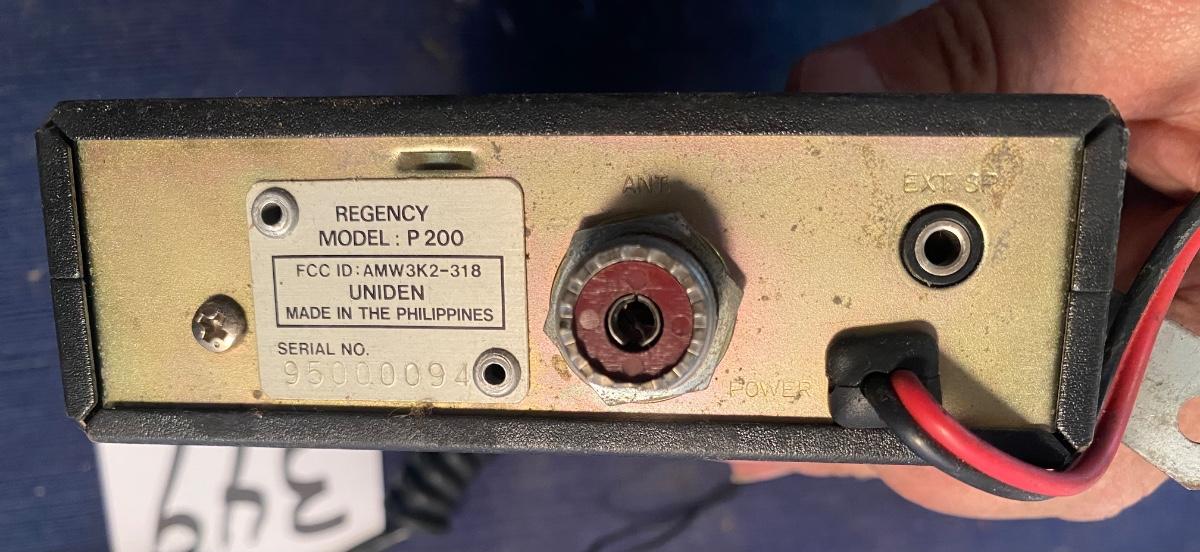 ANT.
EXT. SP.
REGENCY
MODEL: P 200
FCC ID: AMW3K2-318
UNIDEN
MADE IN THE PHILIPPINES
SERIAL NO.
95000094
POWER
349